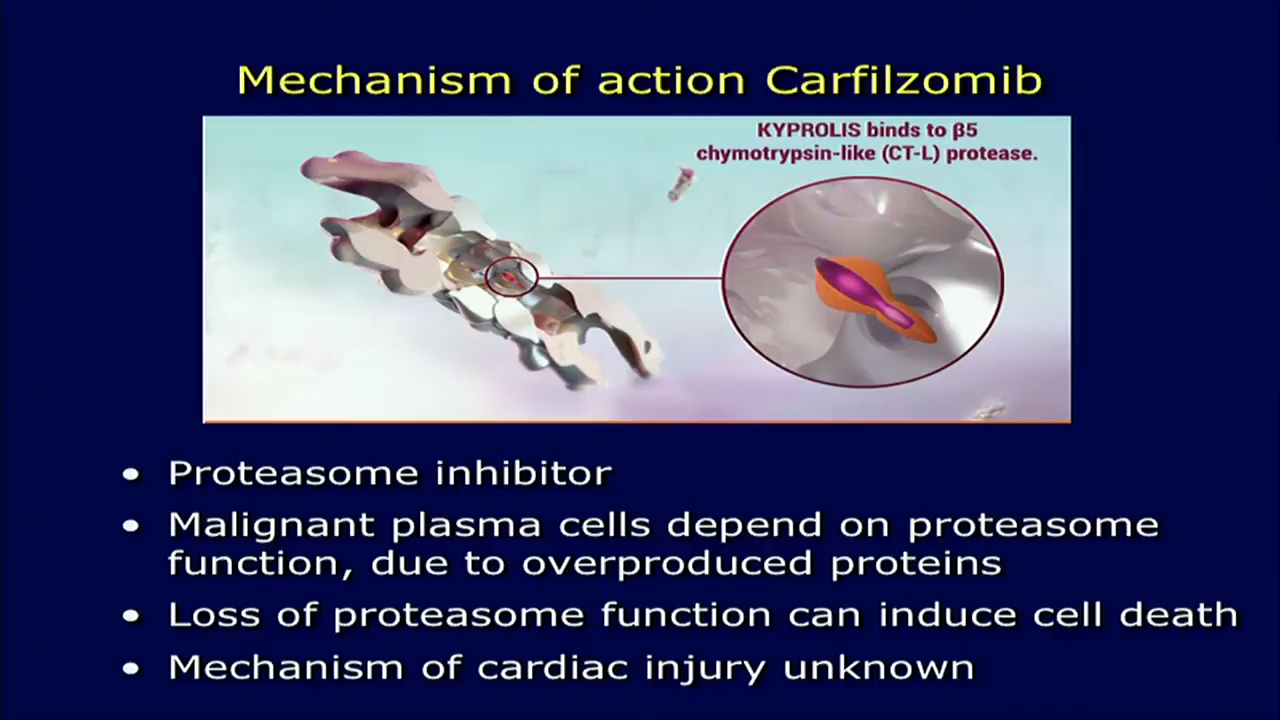 Mechanism of action Carfilzomib
KYPROLIS binds to β5
chymotrypsin-like (CT-L) protease.
• Proteasome inhibitor
• Malignant plasma cells depend on proteasome
function, due to overproduced proteins
• Loss of proteasome function can induce cell death
• Mechanism of cardiac injury unknown